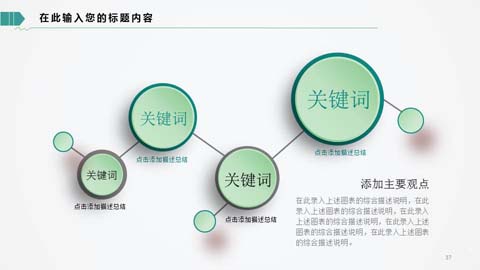 在此输入您的标题内容
关键词
点击添加描述总结
关键词
点击添加描述总结
关键词
点击添加描述总结
关键词
点击添加描述总结
添加主要观点
在此录入上述图表的综合描述说明，在此
录入上述图表的综合描述说明，在此录入
上述图表的综合描述说明，在此录入上述
图表的综合描述说明，在此录入上述图表
的综合描述说明。
37